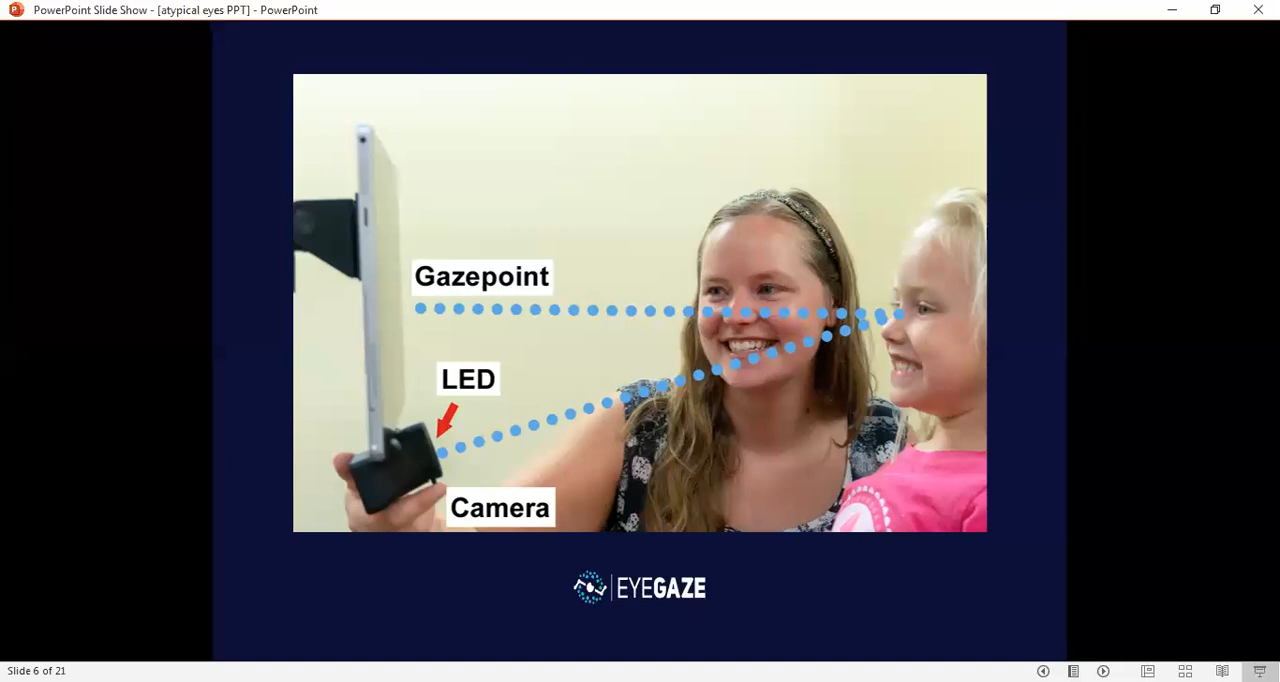 PowerPoint Slide Show - [atypical eyes PPT] - PowerPoint
Gazepoint
LED
Camera
EYEGAZE
Slide 6 of 21